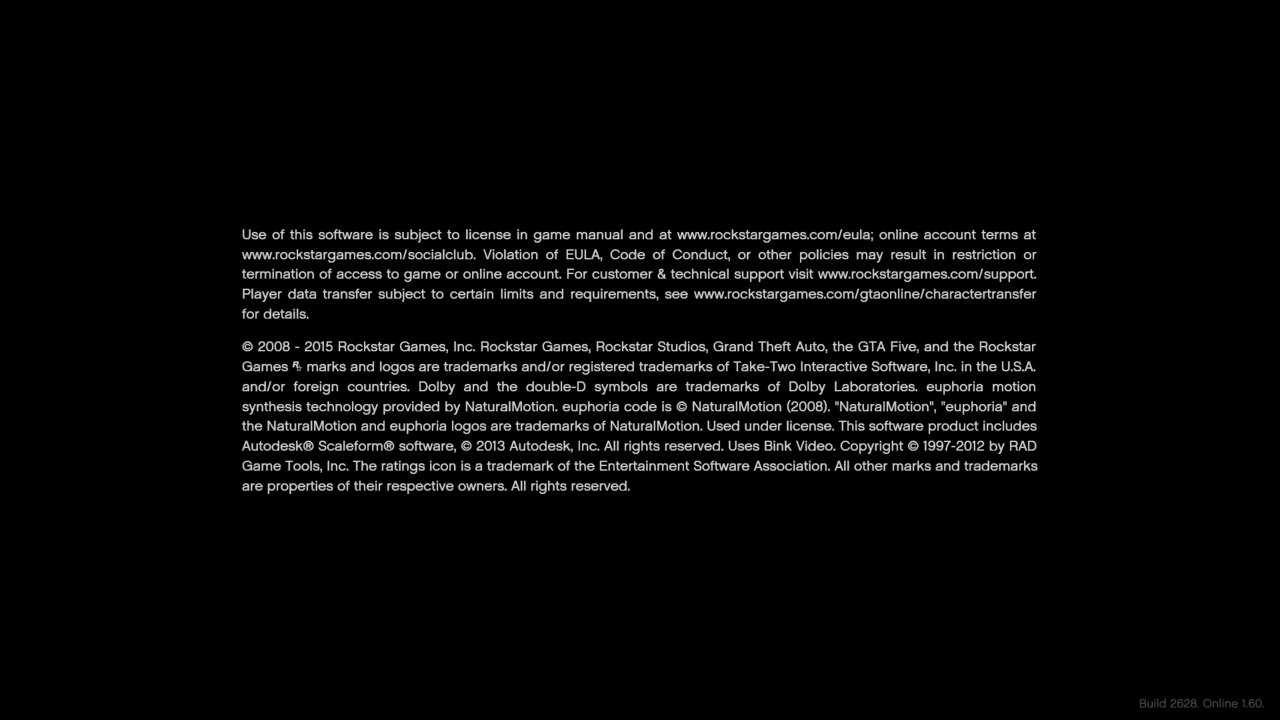 Use of this software is subject to license in game manual and at www.rockstargames.com/eula; online account terms at
www.rockstargames.com/socialclub. Violation of EULA, Code of Conduct, or other policies may result in restriction or
termination of access to game or online account. For customer & technical support visit www.rockstargames.com/support.
Player data transfer subject to certain limits and requirements, see www.rockstargames.com/gtaonline/charactertransfer
for details.
© 2008 - 2015 Rockstar Games, Inc. Rockstar Games, Rockstar Studios, Grand Theft Auto, the GTA Five, and the Rockstar
Games R* marks and logos are trademarks and/or registered trademarks of Take-Two Interactive Software, Inc. in the U.S.A.
and/or foreign countries. Dolby and the double-D symbols are trademarks of Dolby Laboratories. euphoria motion
synthesis technology provided by NaturalMotion. euphoria code is © NaturalMotion (2008). "NaturalMotion", "euphoria" and
the NaturalMotion and euphoria logos are trademarks of NaturalMotion. Used under license. This software product includes
Autodesk® Scaleform® software, © 2013 Autodesk, Inc. All rights reserved. Uses Bink Video. Copyright © 1997-2012 by RAD
Game Tools, Inc. The ratings icon is a trademark of the Entertainment Software Association. All other marks and trademarks
are properties of their respective owners. All rights reserved.
Build 2628. Online 1.60.